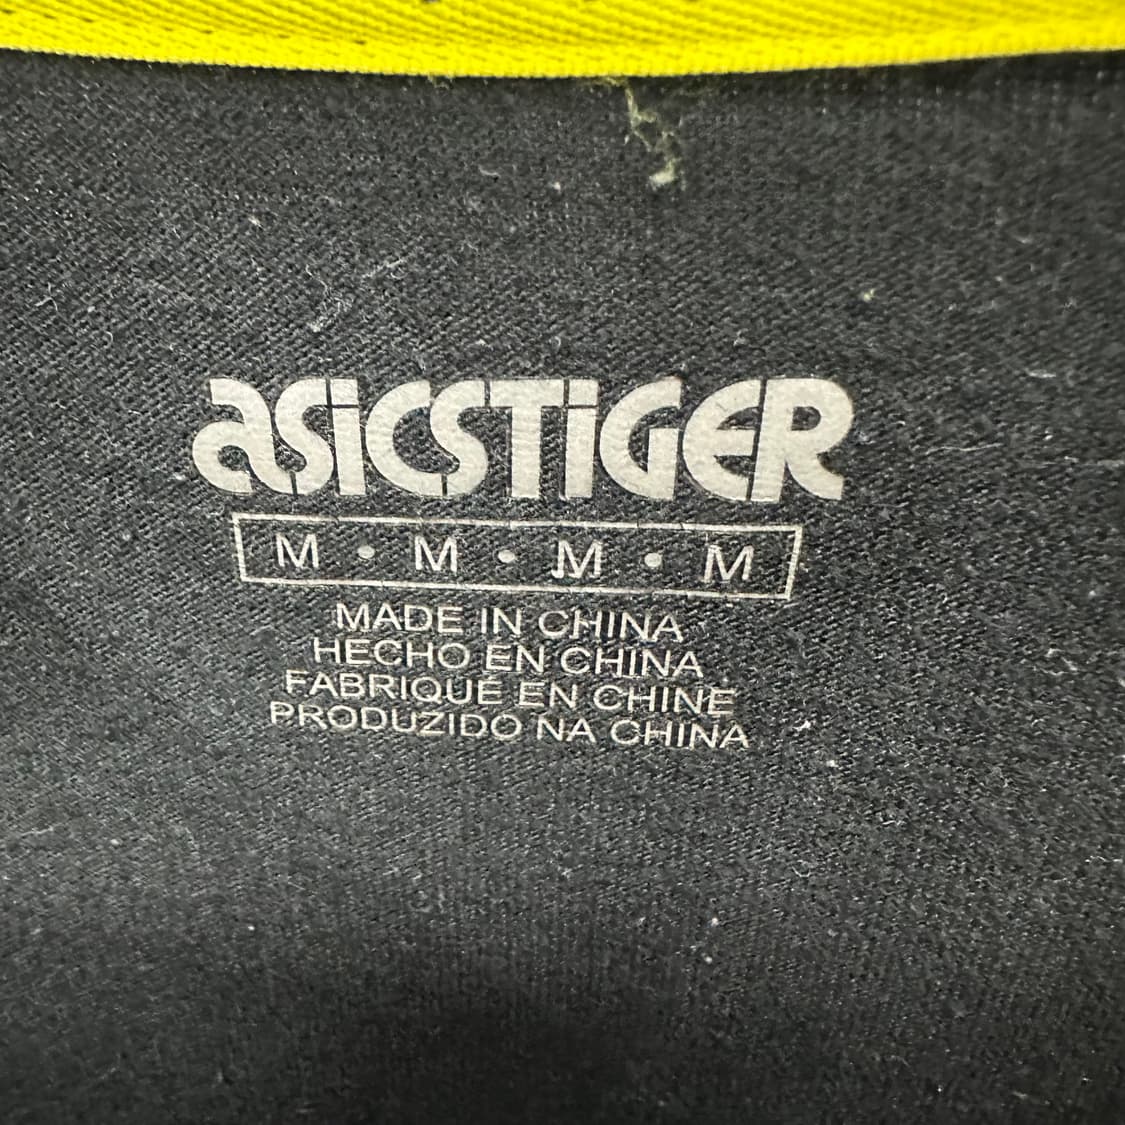 asicsTiGER
M • M • M • M
MADE IN CHINA
HECHO EN CHINA
FABRIQUÉ EN CHINE
PRODUZIDO NA CHINA